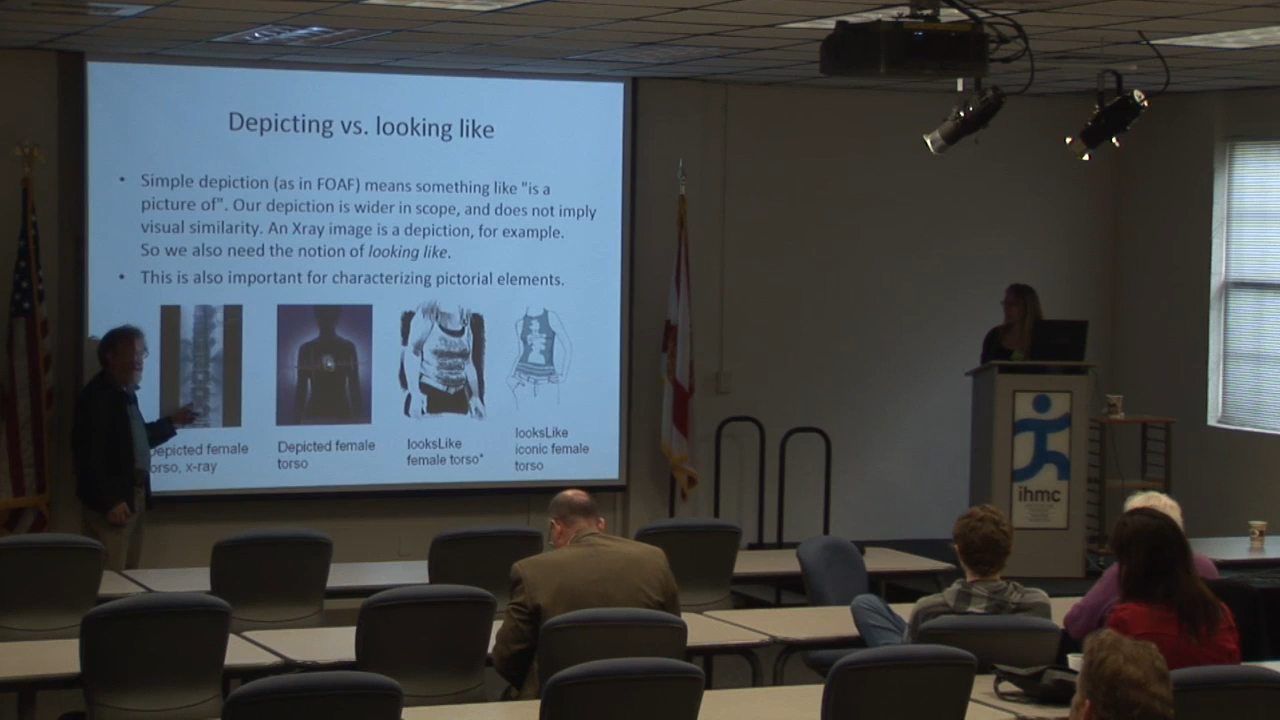 Depicting vs. looking like
• Simple depiction (as in FOAF) means something like "is a
picture of". Our depiction is wider in scope, and does not imply
visual similarity. An Xray image is a depiction, for example.
So we also need the notion of looking like.
• This is also important for characterizing pictorial elements.
Depicted female
torso, x-ray
Depicted female
torso
looksLike
female torso*
looksLike
iconic female
torso
ihmc